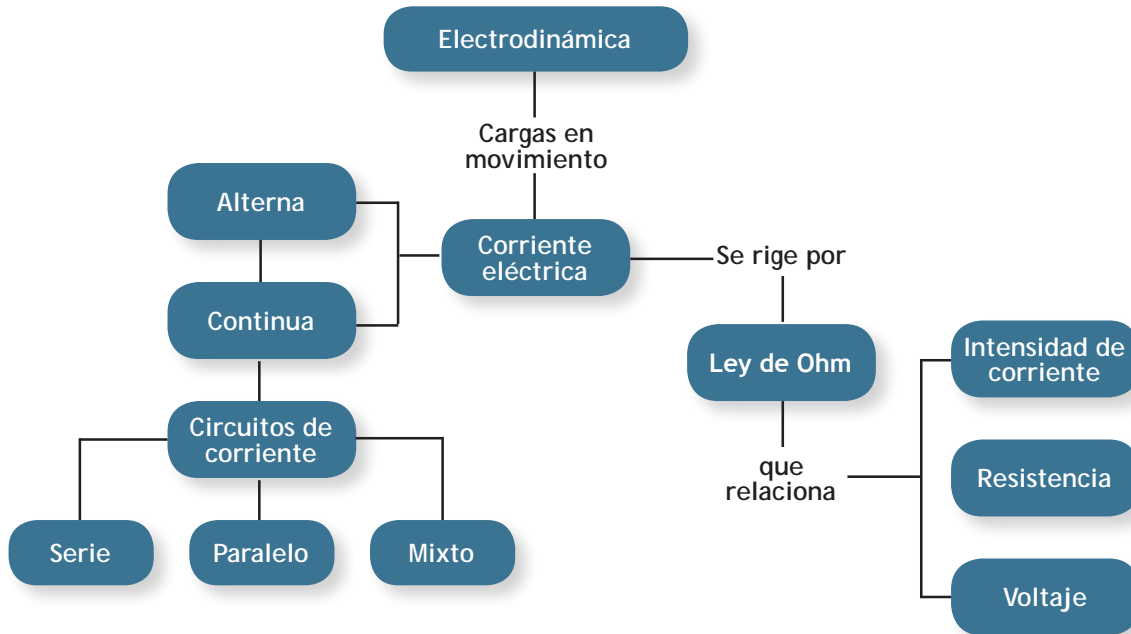 Electrodinámica
Cargas en
movimiento
Alterna
Corriente
eléctrica
Se rige por
Continua
Ley de Ohm
Intensidad de
corriente
Circuitos de
corriente
que
relaciona
Resistencia
Serie
Paralelo
Mixto
Voltaje